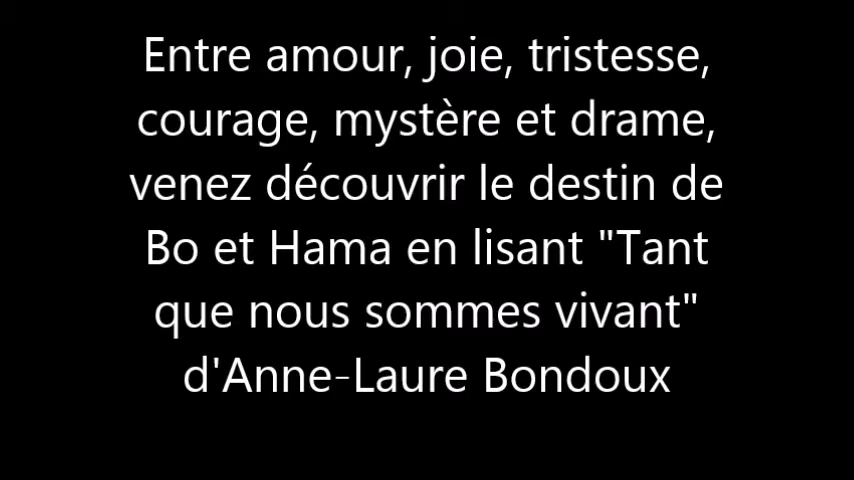 Entre amour, joie, tristesse,
courage, mystère et drame,
venez découvrir le destin de
Bo et Hama en lisant "Tant
que nous sommes vivant"
d'Anne-Laure Bondoux